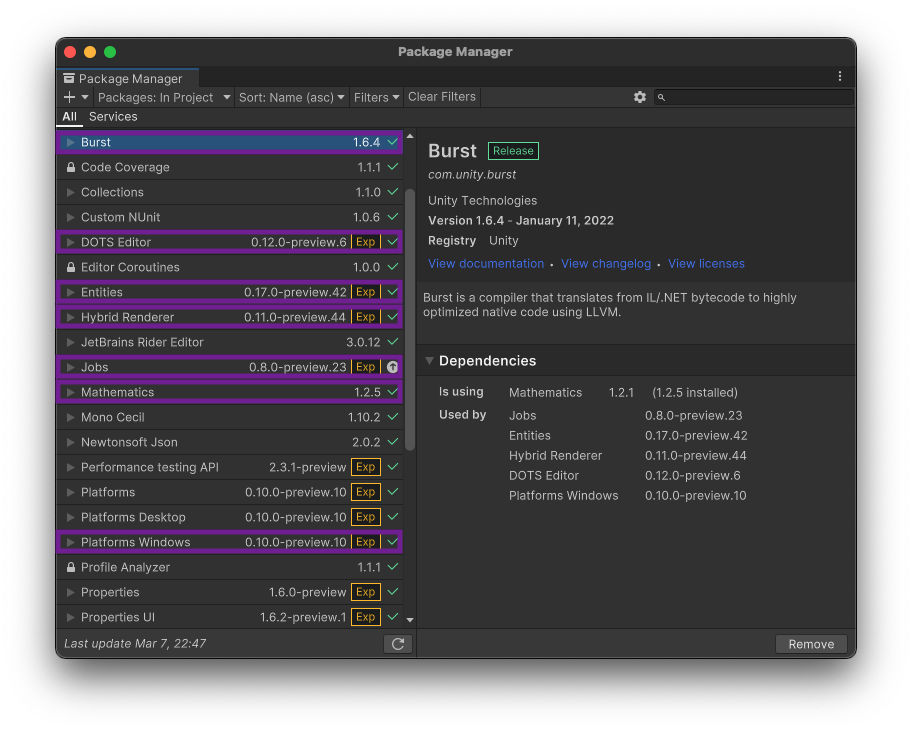 Package Manager
Package Manager
Packages: In Project Sort: Name (asc) Filters Clear Filters
All Services
Burst 1.6.4
Code Coverage 1.1.1
Collections 1.1.0
Custom NUnit 1.0.6
DOTS Editor 0.12.0-preview.6 Exp
Editor Coroutines 1.0.0
Entities 0.17.0-preview.42 Exp
Hybrid Renderer 0.11.0-preview.44 Exp
JetBrains Rider Editor 3.0.12
Jobs 0.8.0-preview.23 Exp
Mathematics 1.2.5
Mono Cecil 1.10.2
Newtonsoft Json 2.0.2
Performance testing API 2.3.1-preview Exp
Platforms 0.10.0-preview.10 Exp
Platforms Desktop 0.10.0-preview.10 Exp
Platforms Windows 0.10.0-preview.10 Exp
Profile Analyzer 1.1.1
Properties 1.6.0-preview Exp
Properties UI 1.6.2-preview.1 Exp
Last update Mar 7, 22:47
Burst Release
com.unity.burst
Unity Technologies
Version 1.6.4 - January 11, 2022
Registry Unity
View documentation • View changelog • View licenses
Burst is a compiler that translates from IL/.NET bytecode to highly
optimized native code using LLVM.
Dependencies
Is using Mathematics 1.2.1 (1.2.5 installed)
Used by Jobs 0.8.0-preview.23
Entities 0.17.0-preview.42
Hybrid Renderer 0.11.0-preview.44
DOTS Editor 0.12.0-preview.6
Platforms Windows 0.10.0-preview.10
Remove